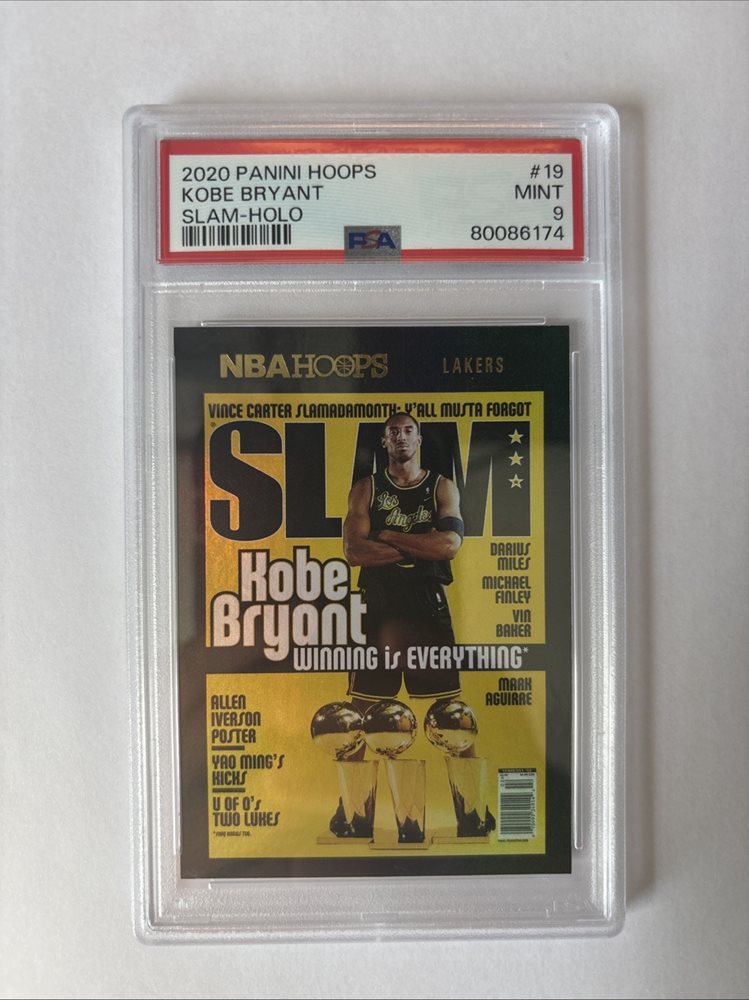 2020 PANINI HOOPS #19
KOBE BRYANT MINT
SLAM-HOLO 9
80086174
PSA
NBA HOOPS LAKERS
VINCE CARTER SLAMADAMONTH: Y'ALL MUSTA FORGOT
SLAM
Los
Angeles
DARIUS
MILES
MICHAEL
FINLEY
VIN
BAKER
Kobe
Bryant
WINNING is EVERYTHING*
MARK
AGUIRRE
ALLEN
IVERSON
POSTER
YAO MING'S
KICKS
U OF O's
TWO LUKES